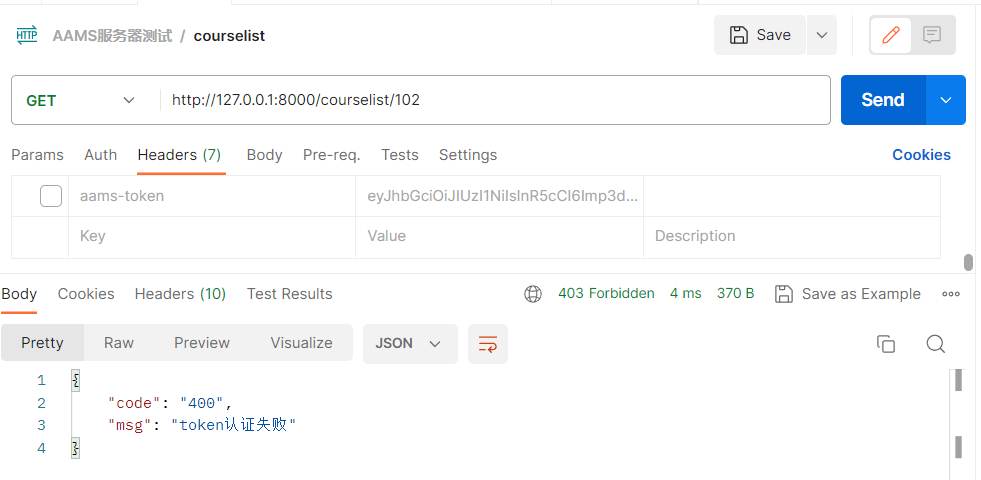 HTTP AAMS服务器测试 / courselist Save
GET http://127.0.0.1:8000/courselist/102 Send
Params Auth Headers (7) Body Pre-req. Tests Settings Cookies
aams-token eyJhbGciOiJIUzI1NiIsInR5cCI6Imp3d...
Key Value Description
Body Cookies Headers (10) Test Results 403 Forbidden 4 ms 370 B Save as Example
Pretty Raw Preview Visualize JSON
1 {
2 "code": "400",
3 "msg": "token认证失败"
4 }